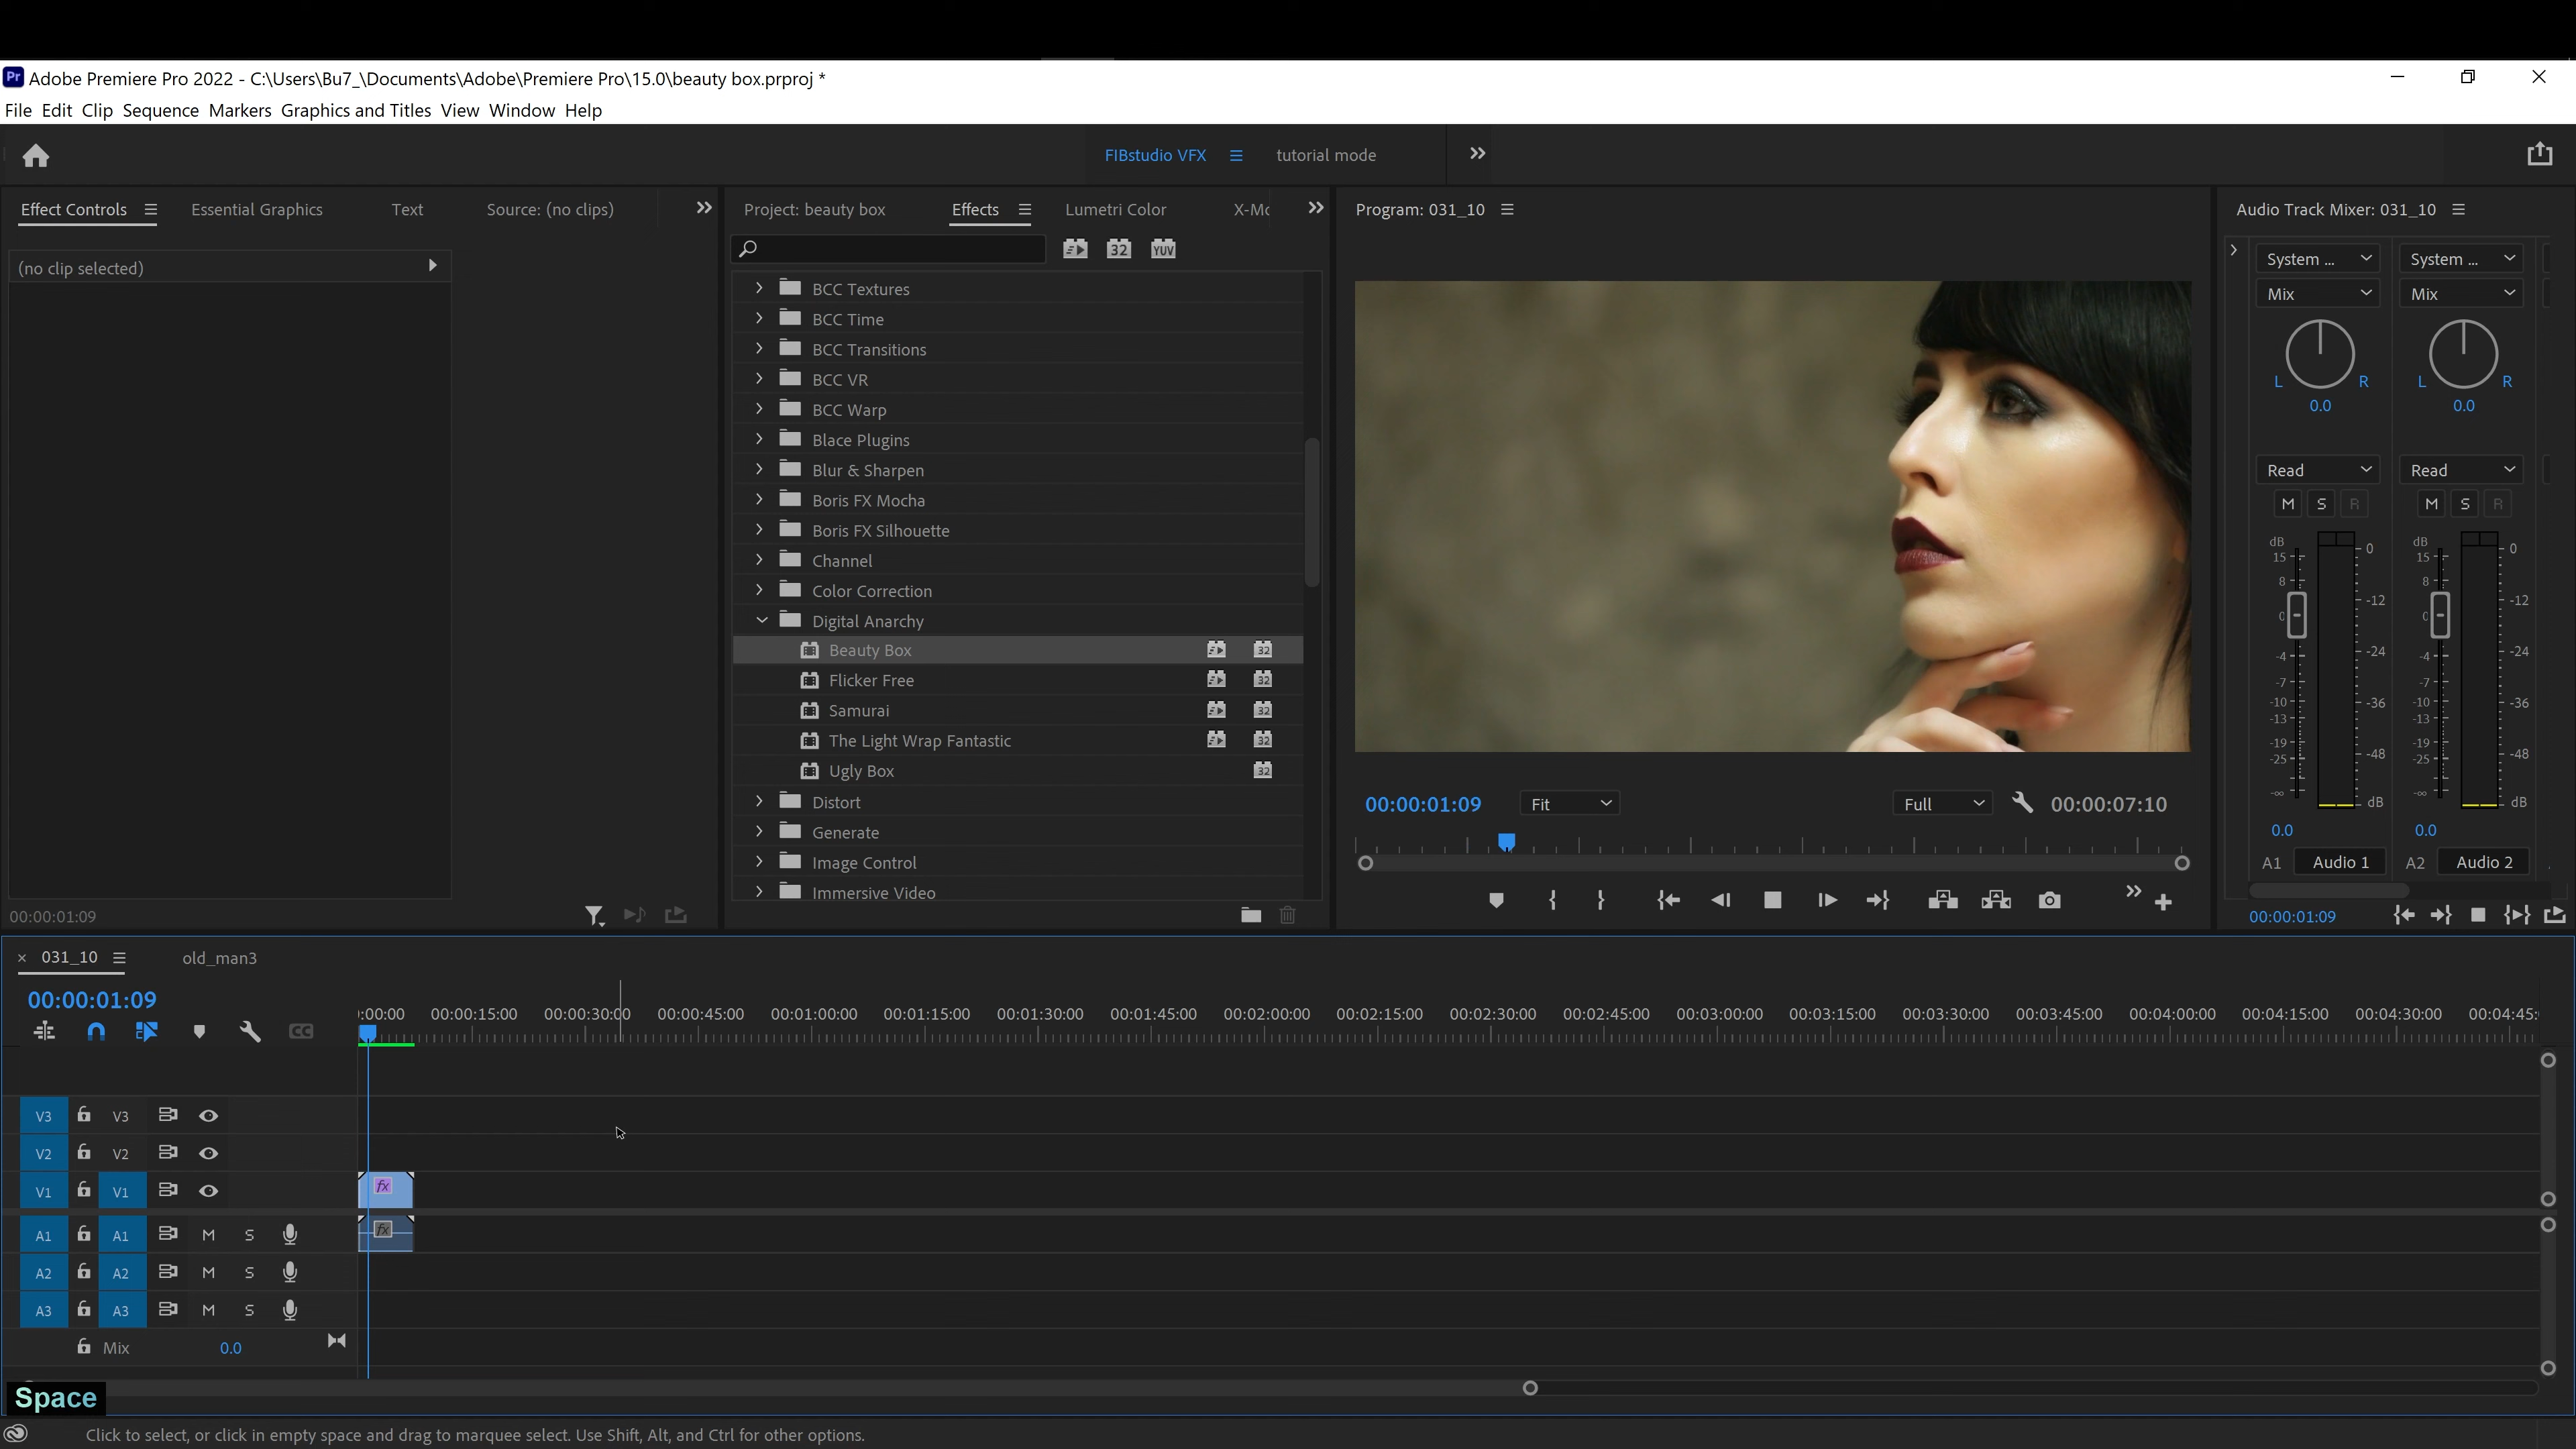 Pr Adobe Premiere Pro 2022 - C:\Users\Bu7_\Documents\Adobe\Premiere Pro\15.0\beauty box.prproj *
File Edit Clip Sequence Markers Graphics and Titles View Window Help
FIBstudio VFX tutorial mode
Effect Controls Essential Graphics Text Source: (no clips)
(no clip selected)
00:00:01:09
Project: beauty box Effects Lumetri Color
32 YUV
BCC Textures
BCC Time
BCC Transitions
BCC VR
BCC Warp
Blace Plugins
Blur & Sharpen
Boris FX Mocha
Boris FX Silhouette
Channel
Color Correction
Digital Anarchy
Beauty Box 32
Flicker Free 32
Samurai 32
The Light Wrap Fantastic 32
Ugly Box 32
Distort
Generate
Image Control
Immersive Video
Program: 031_10
00:00:01:09 Fit Full 00:00:07:10
Audio Track Mixer: 031_10
System ... System ...
Mix Mix
L R L R
0.0 0.0
Read Read
M S R M S R
dB dB
15 0 15 0
8 -12 8 -12
0 0
-4 -24 -4 -24
-7 -7
-10 -36 -10 -36
-13 -13
-19 -48 -19 -48
-25 -25
-∞ dB -∞ dB
0.0 0.0
A1 Audio 1 A2 Audio 2
00:00:01:09
× 031_10 old_man3
00:00:01:09
:00:00 00:00:15:00 00:00:30:00 00:00:45:00 00:01:00:00 00:01:15:00 00:01:30:00 00:01:45:00 00:02:00:00 00:02:15:00 00:02:30:00 00:02:45:00 00:03:00:00 00:03:15:00 00:03:30:00 00:03:45:00 00:04:00:00 00:04:15:00 00:04:30:00 00:04:45:
CC
V3 V3
V2 V2
V1 V1 fx
A1 A1 M S fx
A2 A2 M S
A3 A3 M S
Mix 0.0
Space
Click to select, or click in empty space and drag to marquee select. Use Shift, Alt, and Ctrl for other options.